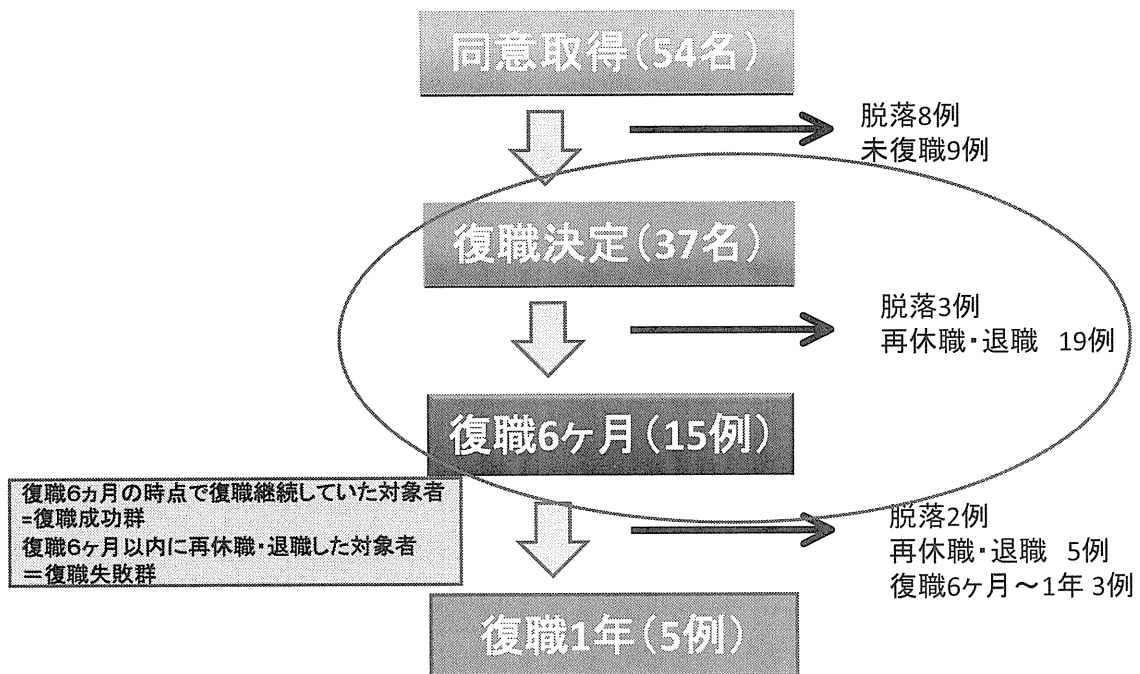 同意取得(54名)
脱落8例
未復職9例
復職決定(37名)
脱落3例
再休職・退職 19例
復職6ヶ月(15例)
復職6ヵ月の時点で復職継続していた対象者
=復職成功群
復職6ヶ月以内に再休職・退職した対象者
＝復職失敗群
脱落2例
再休職・退職 5例
復職6ヶ月～1年 3例
復職1年(5例)